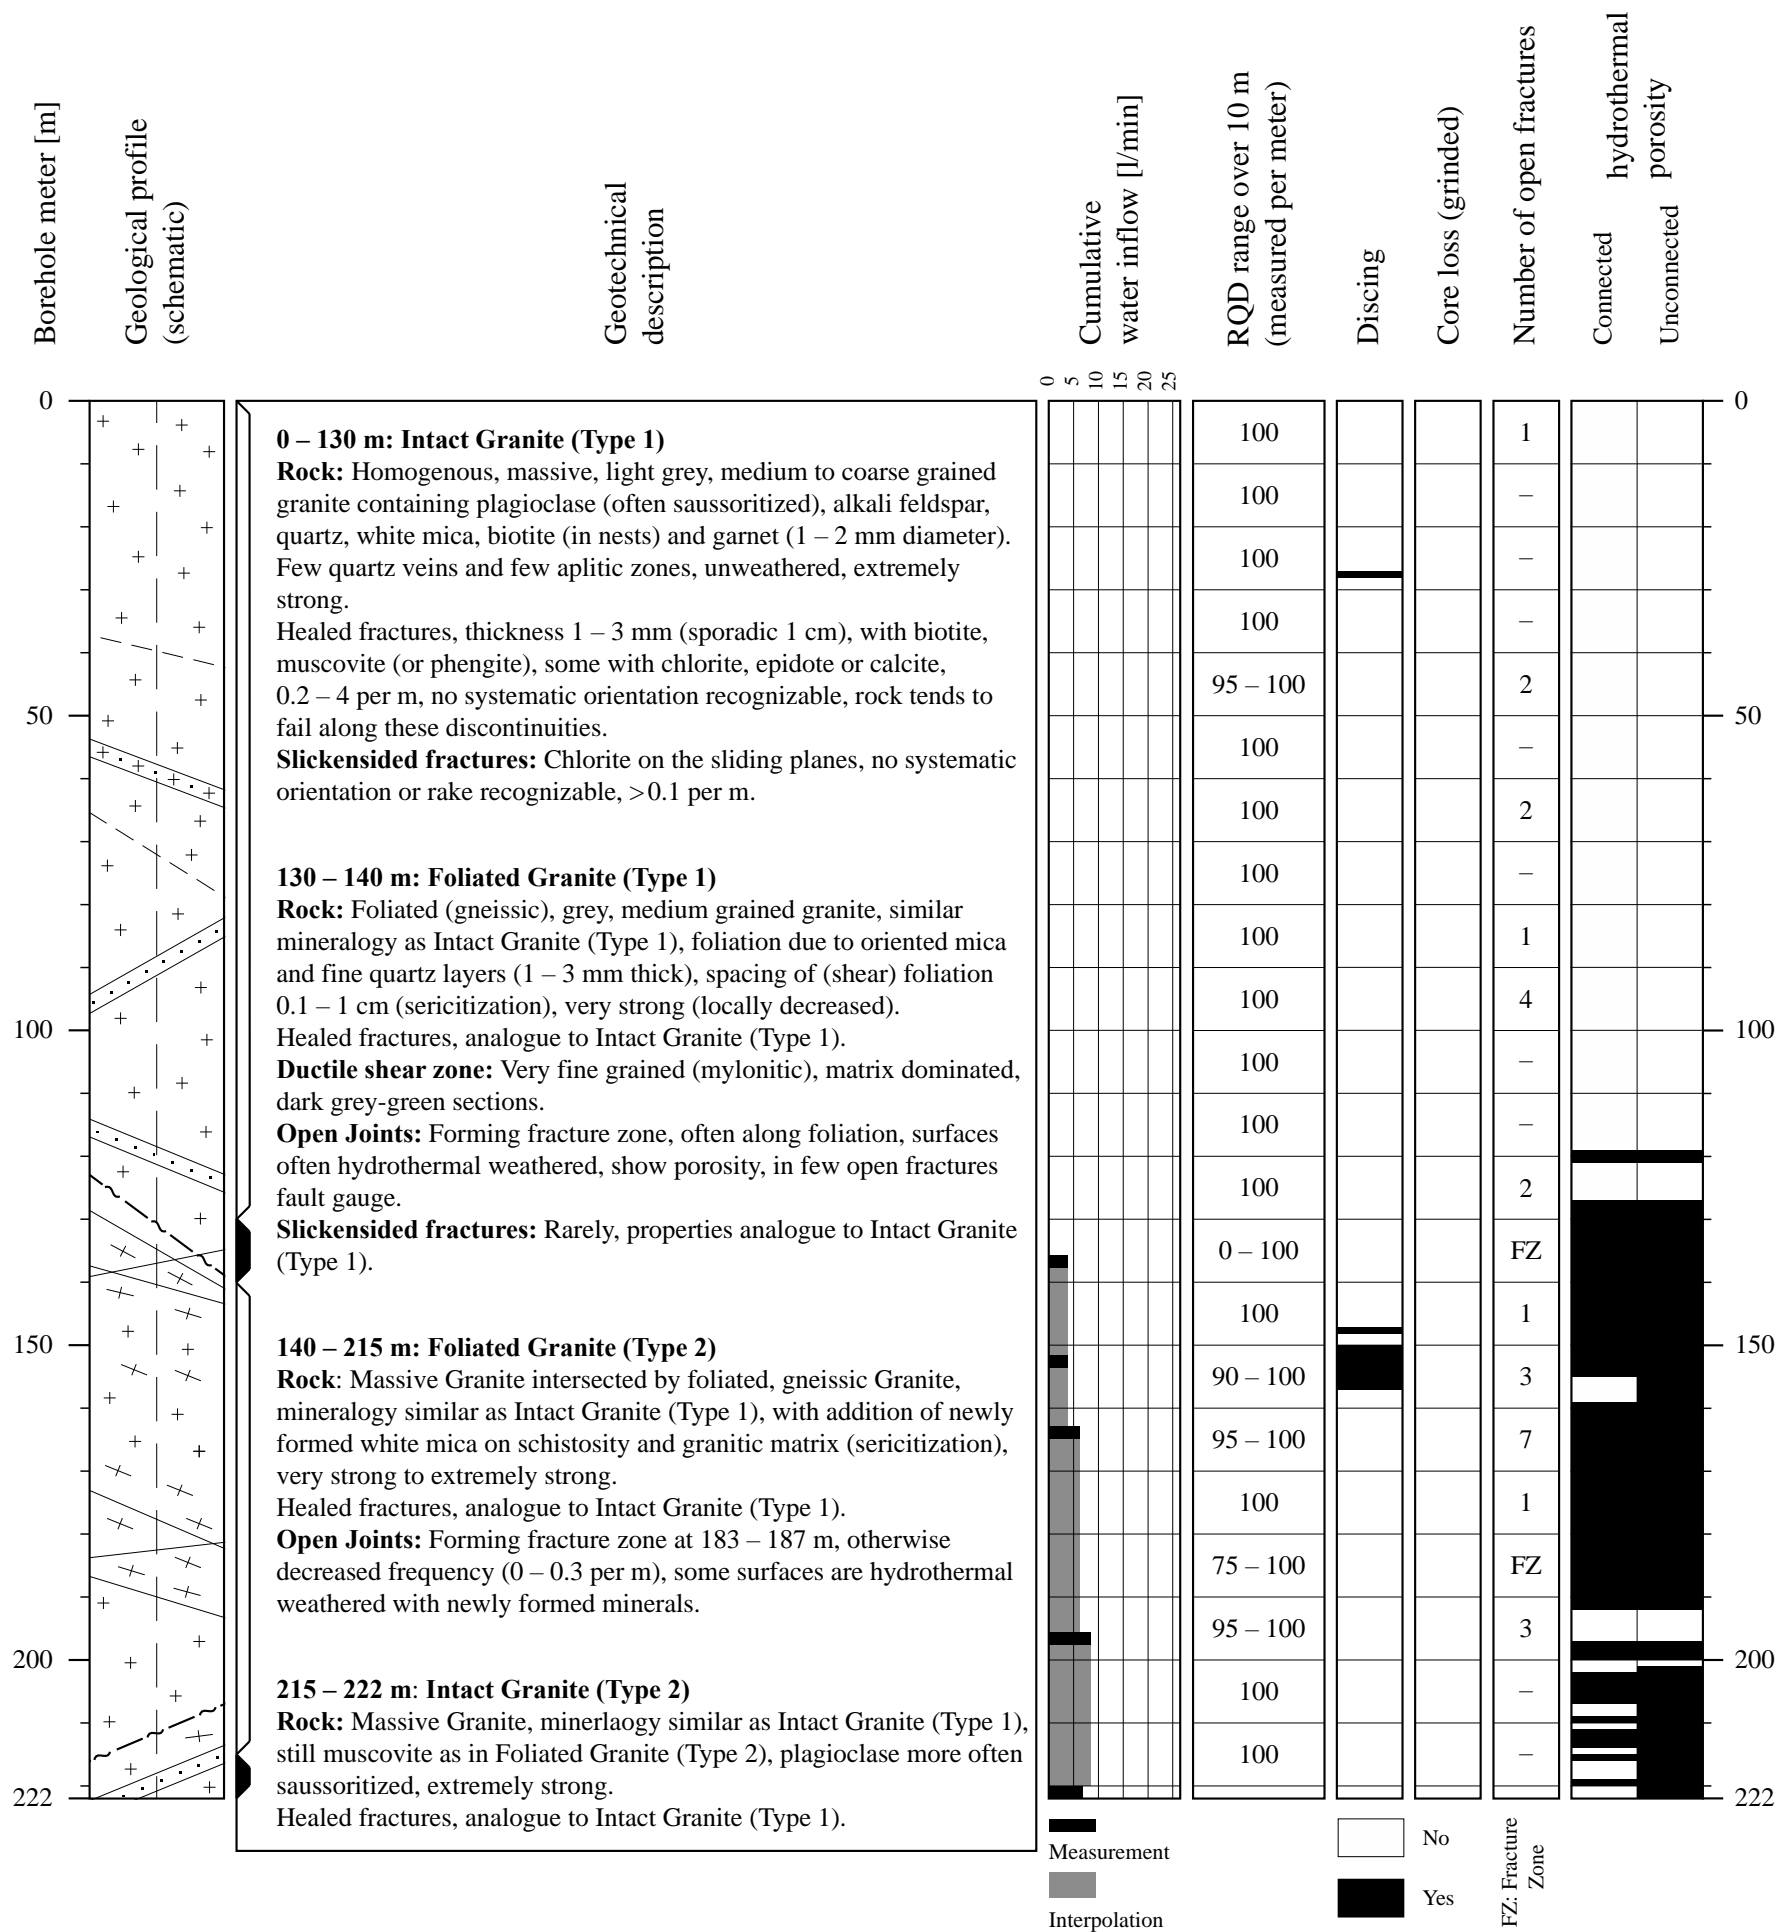 Borehole meter [m]
Geological profile
(schematic)
Geotechnical
description
Cumulative
water inflow [l/min]
RQD range over 10 m
(measured per meter)
Discing
Core loss (grinded)
Number of open fractures
hydrothermal
porosity
Connected
Unconnected
0 5 10 15 20 25
0
50
100
150
200
222
0 – 130 m: Intact Granite (Type 1)
Rock: Homogenous, massive, light grey, medium to coarse grained
granite containing plagioclase (often saussoritized), alkali feldspar,
quartz, white mica, biotite (in nests) and garnet (1 – 2 mm diameter).
Few quartz veins and few aplitic zones, unweathered, extremely
strong.
Healed fractures, thickness 1 – 3 mm (sporadic 1 cm), with biotite,
muscovite (or phengite), some with chlorite, epidote or calcite,
0.2 – 4 per m, no systematic orientation recognizable, rock tends to
fail along these discontinuities.
Slickensided fractures: Chlorite on the sliding planes, no systematic
orientation or rake recognizable, >0.1 per m.
130 – 140 m: Foliated Granite (Type 1)
Rock: Foliated (gneissic), grey, medium grained granite, similar
mineralogy as Intact Granite (Type 1), foliation due to oriented mica
and fine quartz layers (1 – 3 mm thick), spacing of (shear) foliation
0.1 – 1 cm (sericitization), very strong (locally decreased).
Healed fractures, analogue to Intact Granite (Type 1).
Ductile shear zone: Very fine grained (mylonitic), matrix dominated,
dark grey-green sections.
Open Joints: Forming fracture zone, often along foliation, surfaces
often hydrothermal weathered, show porosity, in few open fractures
fault gauge.
Slickensided fractures: Rarely, properties analogue to Intact Granite
(Type 1).
140 – 215 m: Foliated Granite (Type 2)
Rock: Massive Granite intersected by foliated, gneissic Granite,
mineralogy similar as Intact Granite (Type 1), with addition of newly
formed white mica on schistosity and granitic matrix (sericitization),
very strong to extremely strong.
Healed fractures, analogue to Intact Granite (Type 1).
Open Joints: Forming fracture zone at 183 – 187 m, otherwise
decreased frequency (0 – 0.3 per m), some surfaces are hydrothermal
weathered with newly formed minerals.
215 – 222 m: Intact Granite (Type 2)
Rock: Massive Granite, minerlaogy similar as Intact Granite (Type 1),
still muscovite as in Foliated Granite (Type 2), plagioclase more often
saussoritized, extremely strong.
Healed fractures, analogue to Intact Granite (Type 1).
100 1
100 –
100 –
100 –
95 – 100 2
100 –
100 2
100 –
100 1
100 4
100 –
100 –
100 2
0 – 100 FZ
100 1
90 – 100 3
95 – 100 7
100 1
75 – 100 FZ
95 – 100 3
100 –
100 –
0
50
100
150
200
222
Measurement
Interpolation
No
Yes
FZ: Fracture
Zone